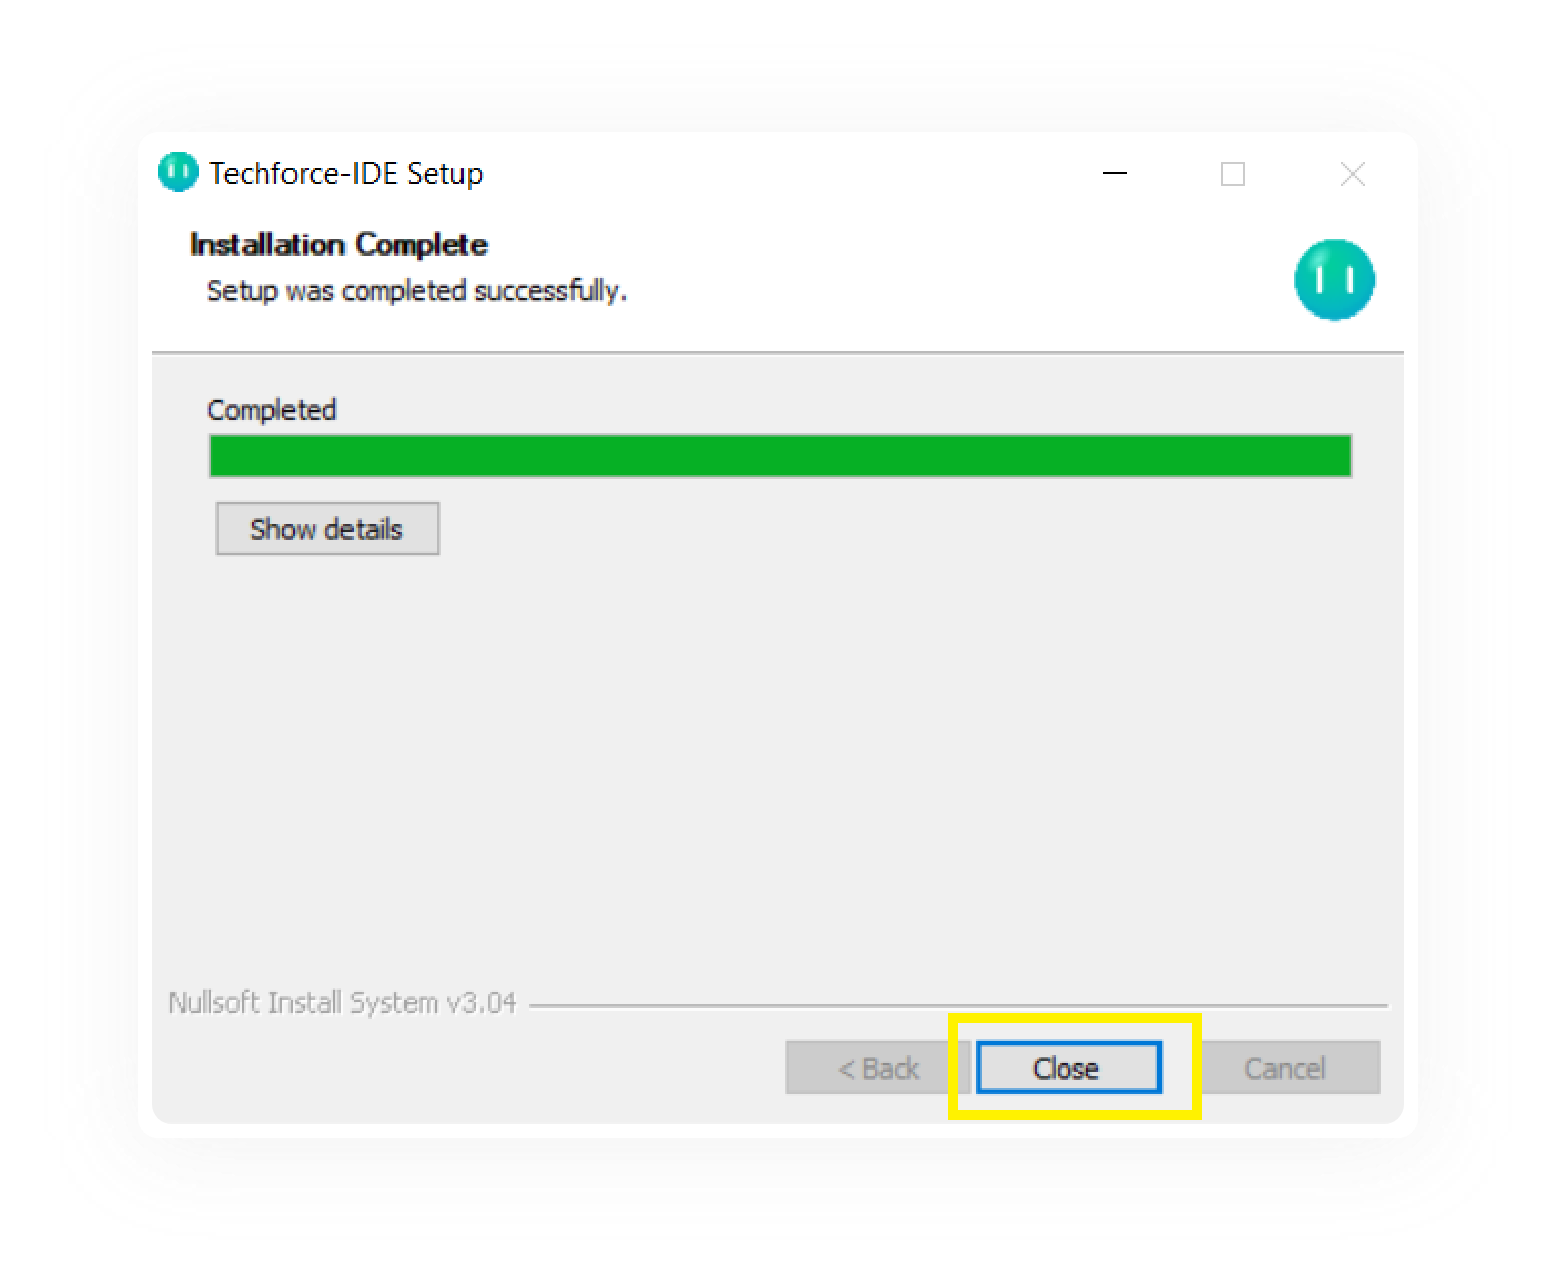 Techforce-IDE Setup
Installation Complete
Setup was completed successfully.
Completed
Show details
Nullsoft Install System v3.04
< Back
Close
Cancel